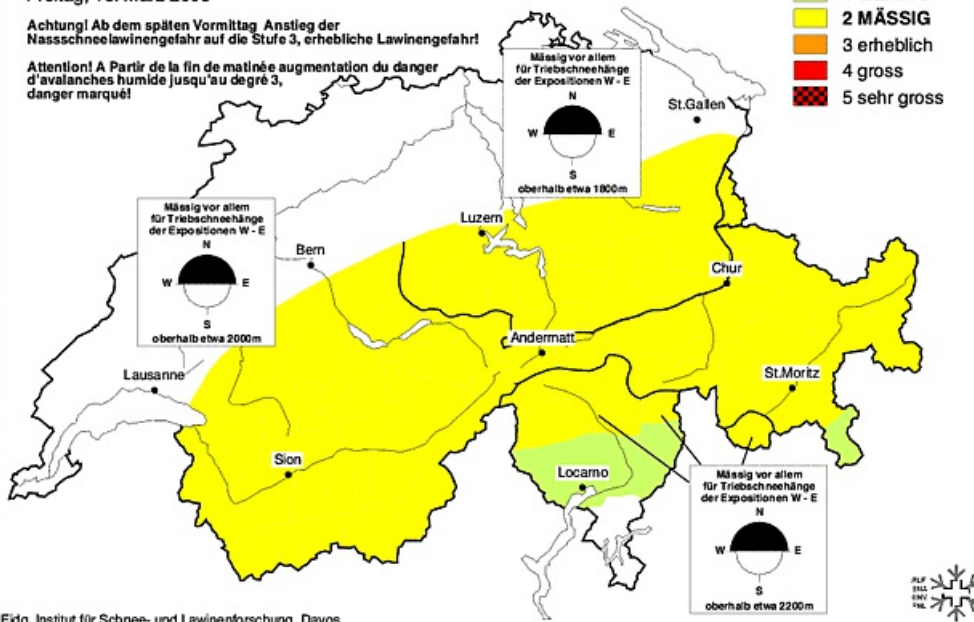 Achtung! Ab dem späten Vormittag Anstieg der
Nassschneelawinengefahr auf die Stufe 3, erhebliche Lawinengefahr!
Attention! A Partir de la fin de matinée augmentation du danger
d'avalanches humide jusqu'au degré 3,
danger marqué!
2 MÄSSIG
3 erheblich
4 gross
5 sehr gross
Mässig vor allem
für Triebschneehänge
der Expositionen W - E
N
W E
S
oberhalb etwa 1800m
St.Gallen
Mässig vor allem
für Triebschneehänge
der Expositionen W - E
N
W E
S
oberhalb etwa 2000m
Luzern
Bern
Chur
Andermatt
Lausanne
St.Moritz
Sion
Locarno
Mässig vor allem
für Triebschneehänge
der Expositionen W - E
N
W E
S
oberhalb etwa 2200m
SLF
Eidg. Institut für Schnee- und Lawinenforschung, Davos